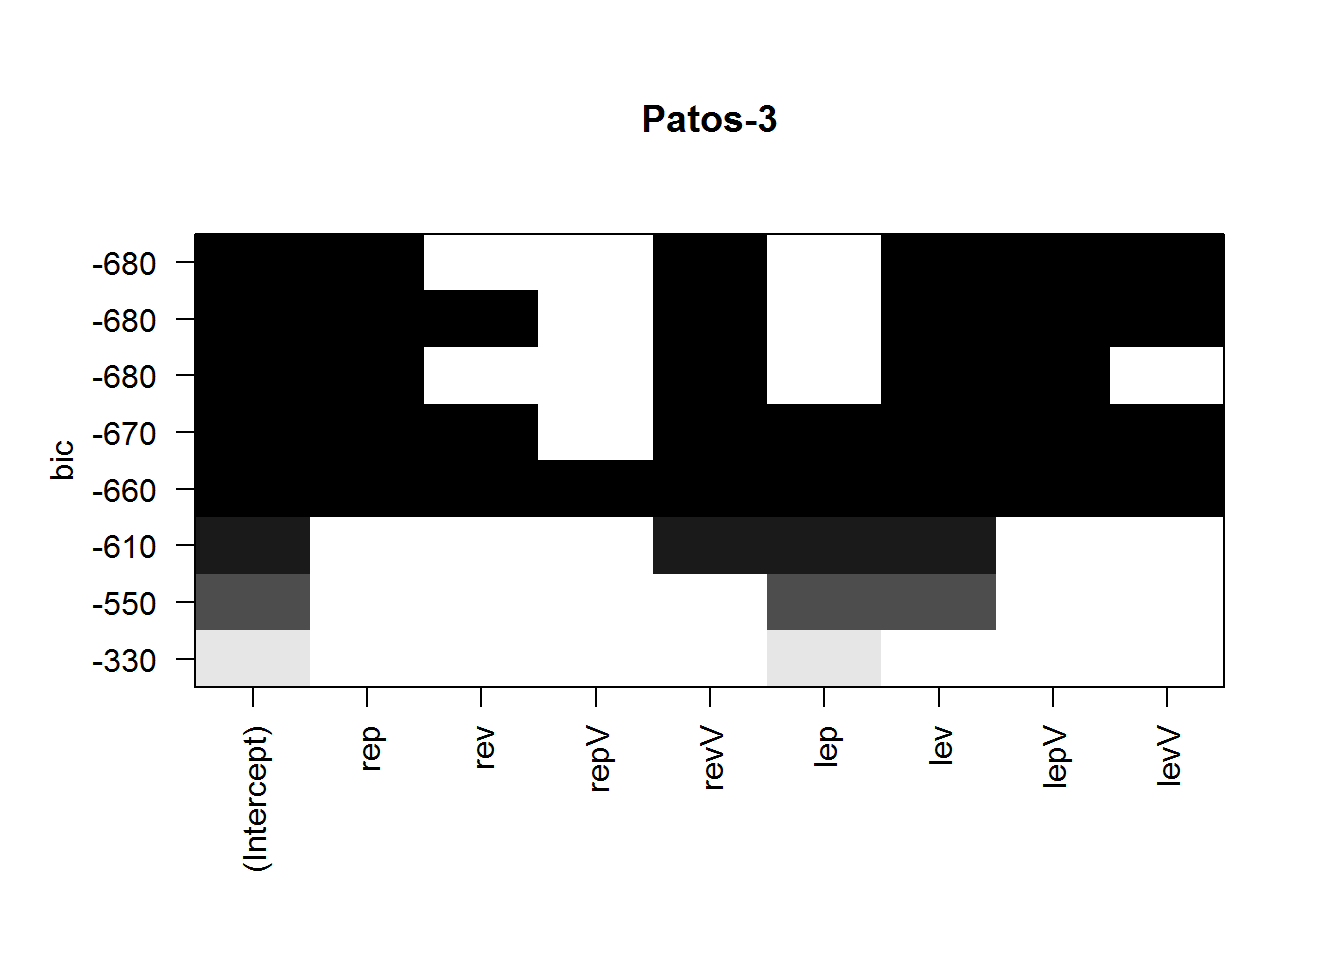 Patos-3
bic
-680
-680
-680
-670
-660
-610
-550
-330
(Intercept)
rep
rev
repV
revV
lep
lev
lepV
levV